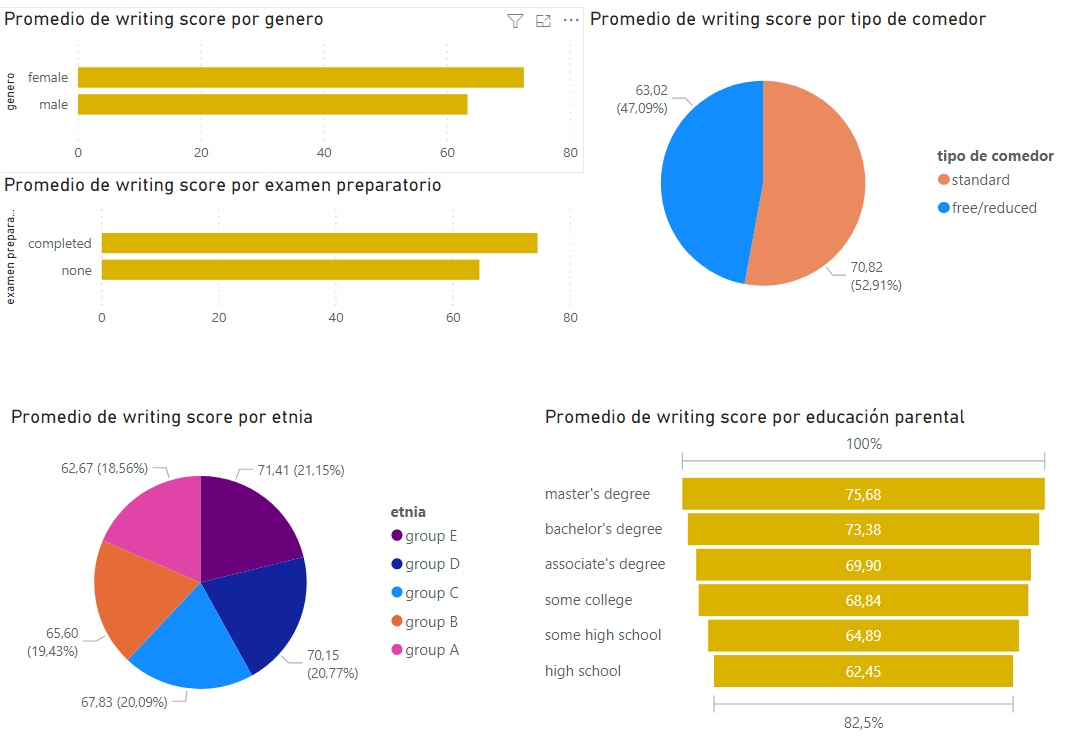 Promedio de writing score por genero
genero
female
male
0 20 40 60 80
Promedio de writing score por examen preparatorio
examen prepara...
completed
none
0 20 40 60 80
Promedio de writing score por tipo de comedor
63,02
(47,09%)
70,82
(52,91%)
tipo de comedor
standard
free/reduced
Promedio de writing score por etnia
62,67 (18,56%)
71,41 (21,15%)
65,60
(19,43%)
70,15
(20,77%)
67,83 (20,09%)
etnia
group E
group D
group C
group B
group A
Promedio de writing score por educación parental
100%
master's degree 75,68
bachelor's degree 73,38
associate's degree 69,90
some college 68,84
some high school 64,89
high school 62,45
82,5%